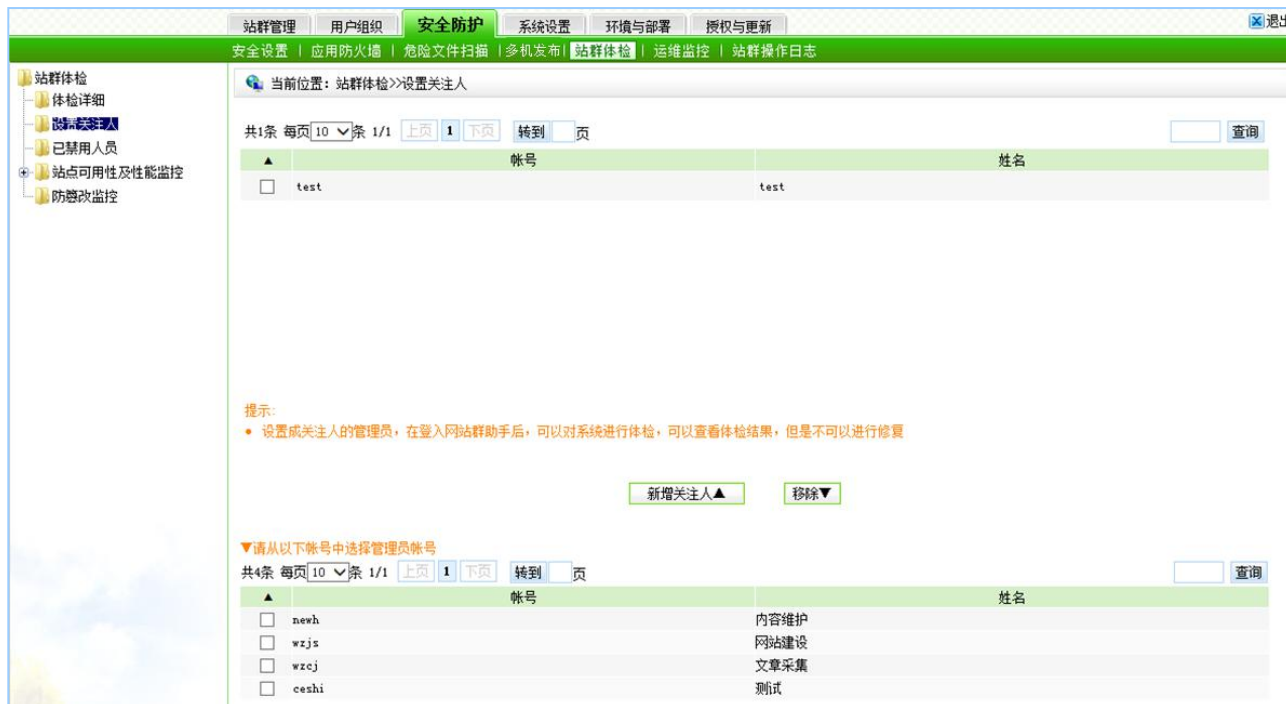 站群管理 用户组织 安全防护 系统设置 环境与部署 授权与更新 退出
安全设置 | 应用防火墙 | 危险文件扫描 | 多机发布 | 站群体检 | 运维监控 | 站群操作日志
站群体检
体检详细
设置关注人
已禁用人员
站点可用性及性能监控
防篡改监控
当前位置：站群体检>>设置关注人
共1条 每页 10 条 1/1 上页 1 下页 转到 页 查询
▲ 帐号 姓名
test test
提示:
• 设置成关注人的管理员，在登入网站群助手后，可以对系统进行体检，可以查看体检结果，但是不可以进行修复
新增关注人▲ 移除▼
▼请从以下帐号中选择管理员帐号
共4条 每页 10 条 1/1 上页 1 下页 转到 页 查询
▲ 帐号 姓名
newh 内容维护
wzjs 网站建设
wzcj 文章采集
ceshi 测试